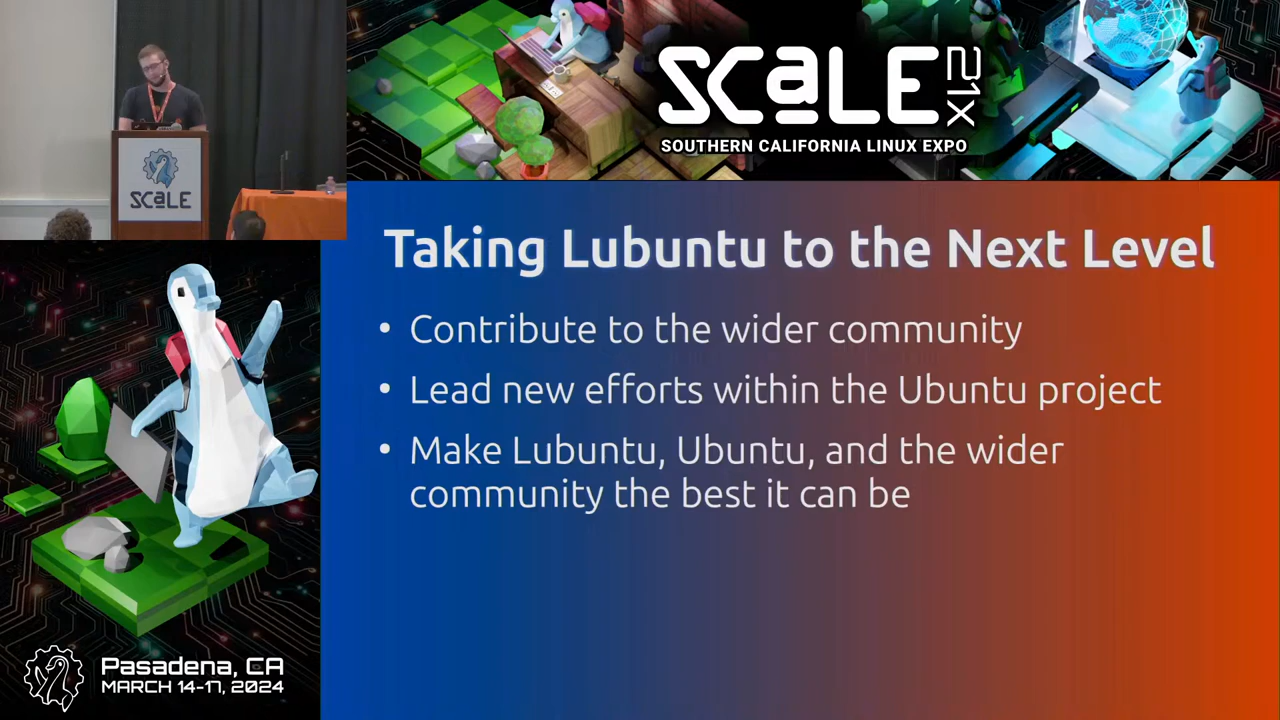 SCALE 21X
SOUTHERN CALIFORNIA LINUX EXPO
SCALE
Taking Lubuntu to the Next Level
• Contribute to the wider community
• Lead new efforts within the Ubuntu project
• Make Lubuntu, Ubuntu, and the wider
community the best it can be
Pasadena, CA
MARCH 14-17, 2024